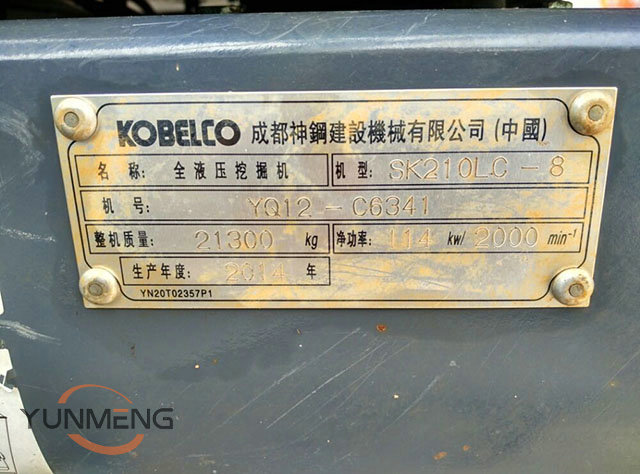 KOBELCO 成都神鋼建設機械有限公司(中國)
名称: 全液压挖掘机 机型: SK210LC-8
机号: YQ12-C6341
整机质量: 21300 kg 净功率: 114 kw/ 2000 min⁻¹
生产年度: 2014 年
YN20T02357P1
YUNMENG